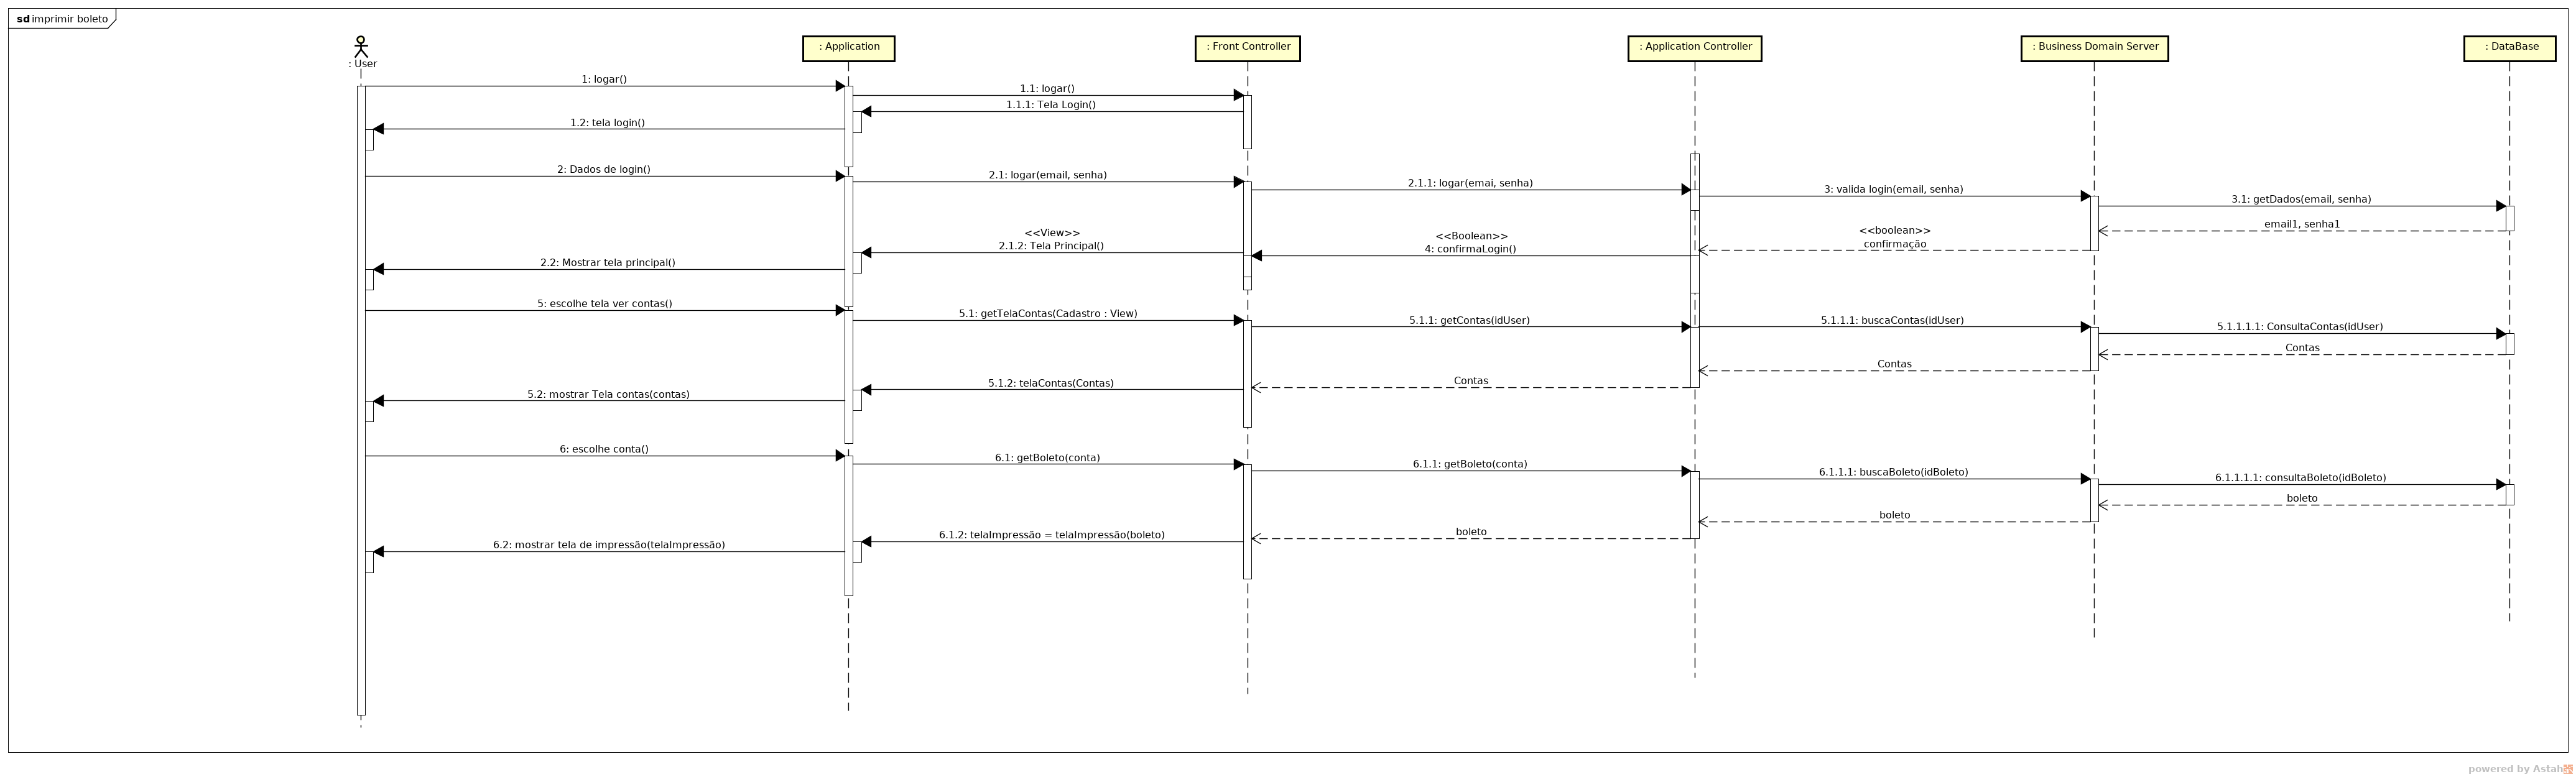 sd imprimir boleto
: User
: Application
: Front Controller
: Application Controller
: Business Domain Server
: DataBase
1: logar()
1.1: logar()
1.1.1: Tela Login()
1.2: tela login()
2: Dados de login()
2.1: logar(email, senha)
2.1.1: logar(emai, senha)
3: valida login(email, senha)
3.1: getDados(email, senha)
email1, senha1
<<boolean>>
confirmação
<<Boolean>>
4: confirmaLogin()
<<View>>
2.1.2: Tela Principal()
2.2: Mostrar tela principal()
5: escolhe tela ver contas()
5.1: getTelaContas(Cadastro : View)
5.1.1: getContas(idUser)
5.1.1.1: buscaContas(idUser)
5.1.1.1.1: ConsultaContas(idUser)
Contas
Contas
Contas
5.1.2: telaContas(Contas)
5.2: mostrar Tela contas(contas)
6: escolhe conta()
6.1: getBoleto(conta)
6.1.1: getBoleto(conta)
6.1.1.1: buscaBoleto(idBoleto)
6.1.1.1.1: consultaBoleto(idBoleto)
boleto
boleto
boleto
6.1.2: telaImpressão = telaImpressão(boleto)
6.2: mostrar tela de impressão(telaImpressão)
powered by Astah